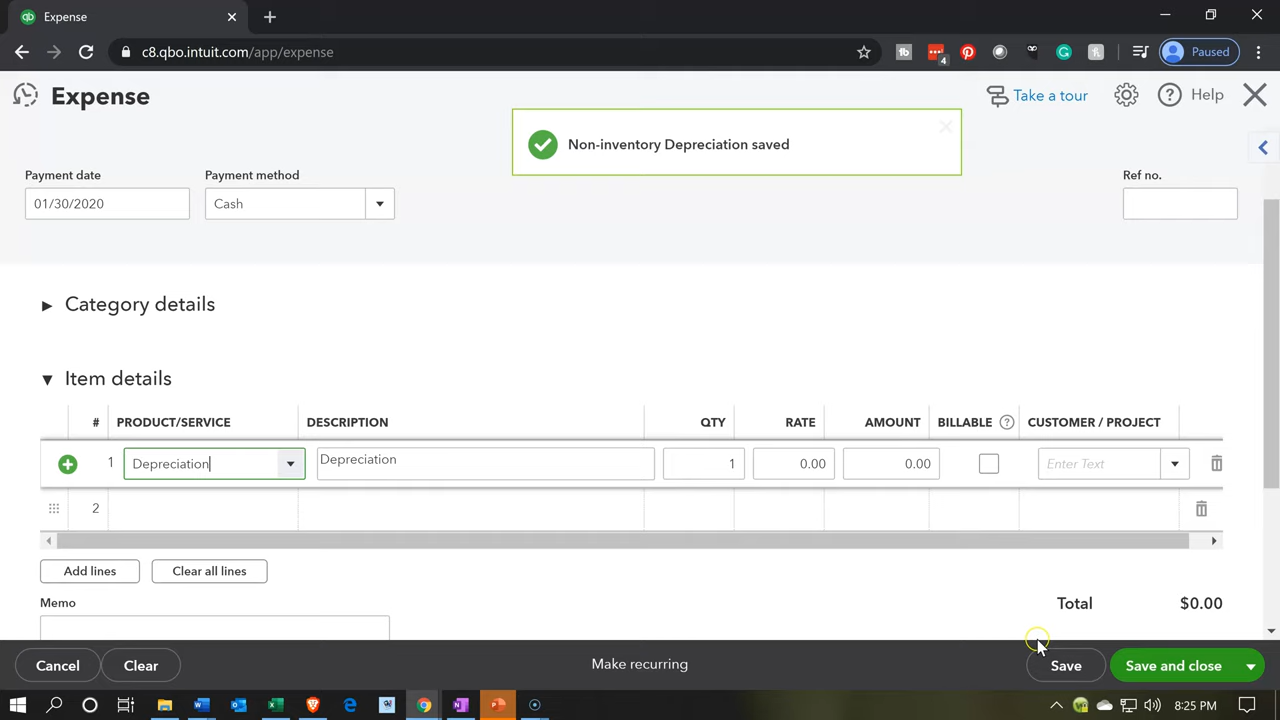 Expense
c8.qbo.intuit.com/app/expense
4
Paused
Expense
Take a tour
Help
Non-inventory Depreciation saved
Payment date
Payment method
Ref no.
01/30/2020
Cash
Category details
Item details
# PRODUCT/SERVICE DESCRIPTION QTY RATE AMOUNT BILLABLE ? CUSTOMER / PROJECT
1 Depreciation Depreciation 1 0.00 0.00 Enter Text
2
Add lines
Clear all lines
Memo
Total $0.00
Cancel
Clear
Make recurring
Save
Save and close
8:25 PM